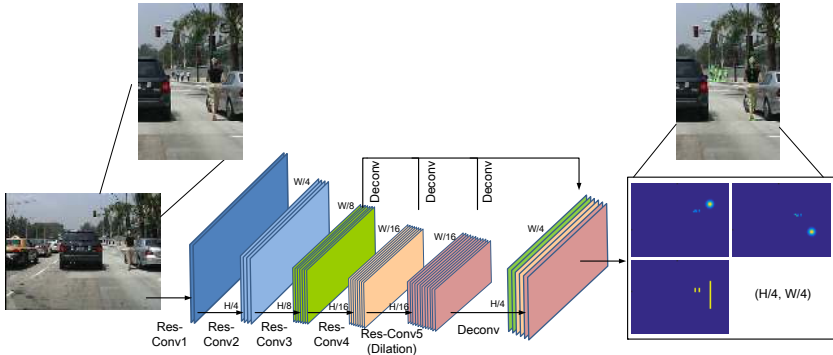 W/4
W/8
W/16
W/16
Deconv
Deconv
Deconv
W/4
H/4
H/8
H/16
H/16
H/4
Res-
Conv1
Res-
Conv2
Res-
Conv3
Res-
Conv4
Res-Conv5
(Dilation)
Deconv
(H/4, W/4)